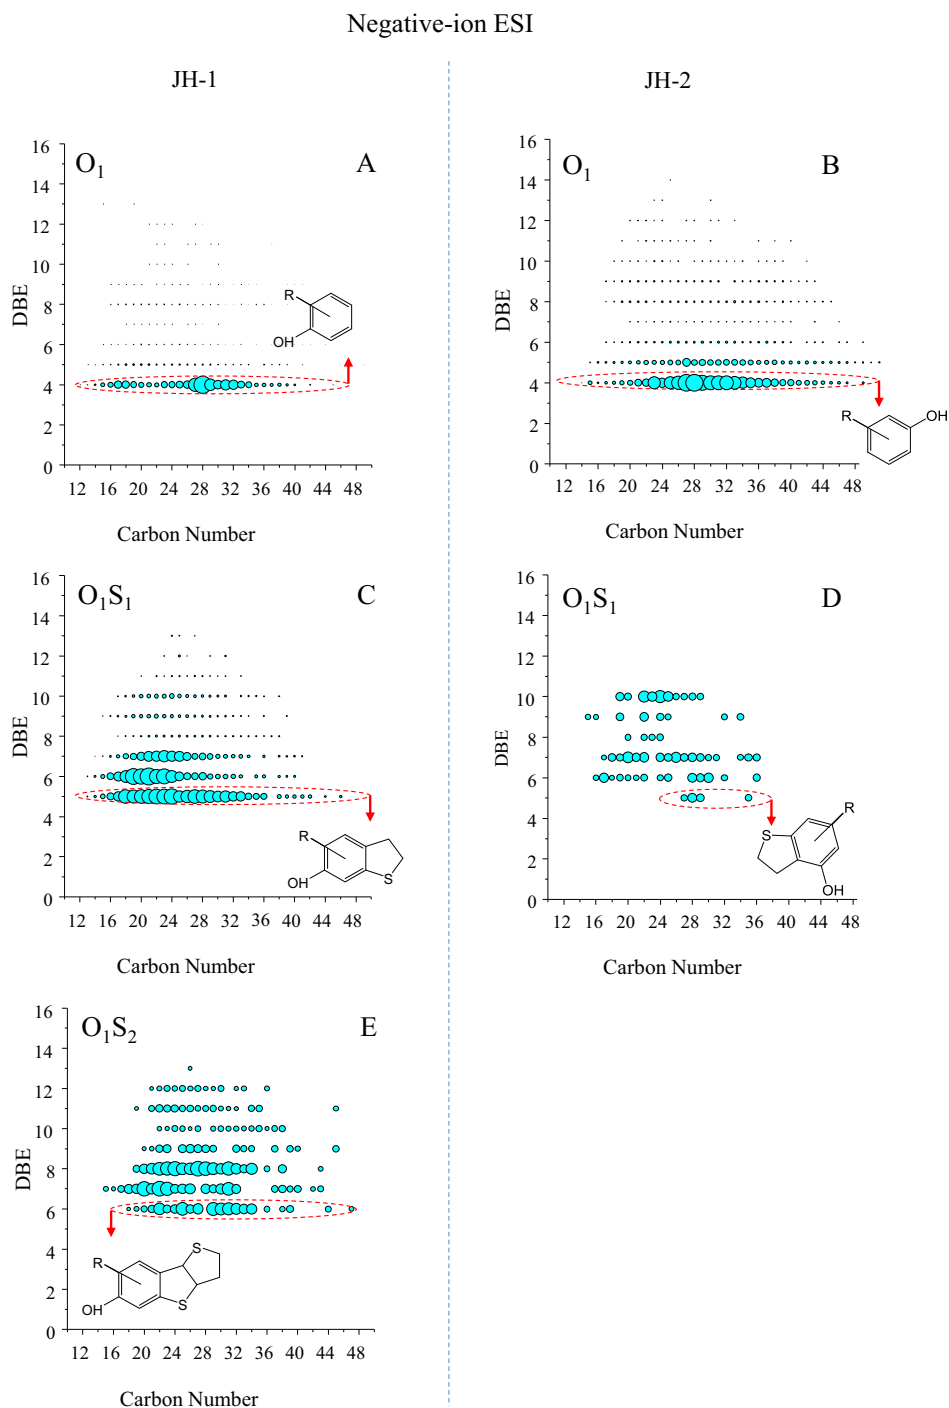 Negative-ion ESI
JH-1
JH-2
O1
A
16
14
12
10
8
6
4
2
0
DBE
R
OH
12 16 20 24 28 32 36 40 44 48
Carbon Number
O1
B
16
14
12
10
8
6
4
2
0
DBE
R
OH
12 16 20 24 28 32 36 40 44 48
Carbon Number
O1S1
C
16
14
12
10
8
6
4
2
0
DBE
R
OH
S
12 16 20 24 28 32 36 40 44 48
Carbon Number
O1S1
D
16
14
12
10
8
6
4
2
0
DBE
R
S
OH
12 16 20 24 28 32 36 40 44 48
Carbon Number
O1S2
E
16
14
12
10
8
6
4
2
0
DBE
S
R
S
OH
12 16 20 24 28 32 36 40 44 48
Carbon Number